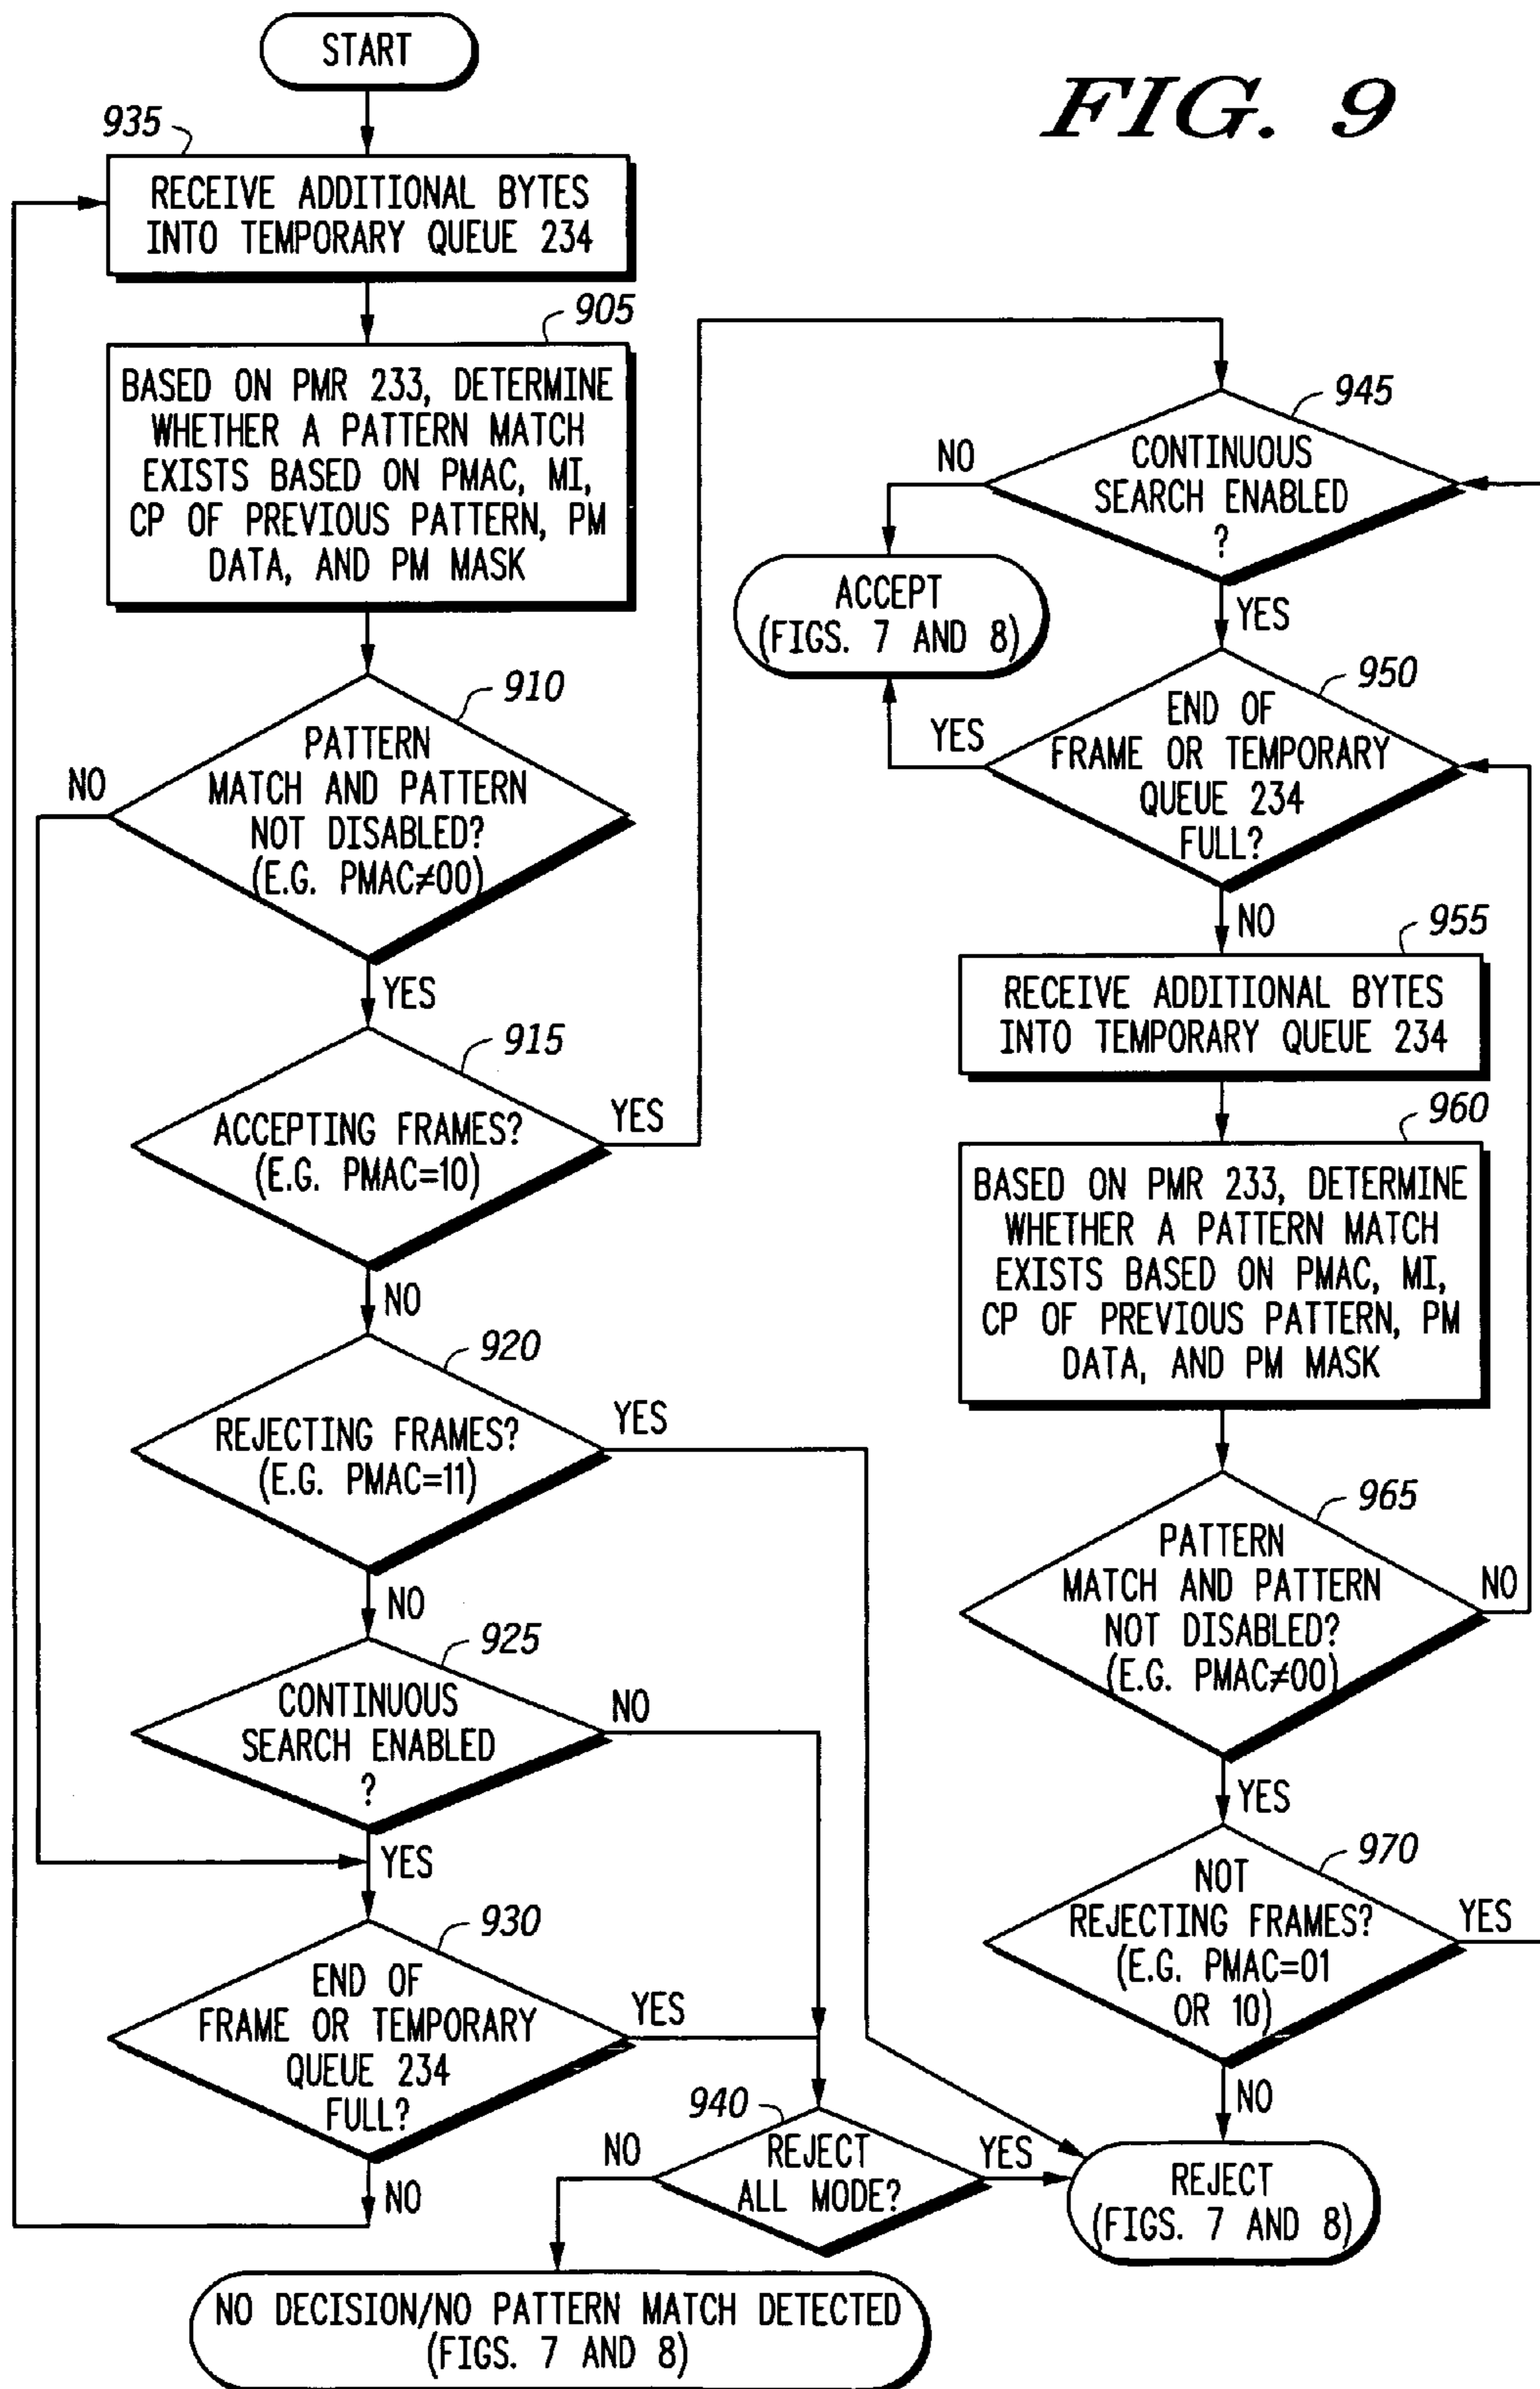 START
FIG. 9
935
RECEIVE ADDITIONAL BYTES
INTO TEMPORARY QUEUE 234
905
BASED ON PMR 233, DETERMINE
WHETHER A PATTERN MATCH
EXISTS BASED ON PMAC, MI,
CP OF PREVIOUS PATTERN, PM
DATA, AND PM MASK
910
PATTERN
MATCH AND PATTERN
NOT DISABLED?
(E.G. PMAC≠00)
NO
YES
915
ACCEPTING FRAMES?
(E.G. PMAC=10)
YES
NO
920
REJECTING FRAMES?
(E.G. PMAC=11)
YES
NO
925
CONTINUOUS
SEARCH ENABLED
?
NO
YES
930
END OF
FRAME OR TEMPORARY
QUEUE 234
FULL?
YES
NO
940
REJECT
ALL MODE?
NO
YES
NO DECISION/NO PATTERN MATCH DETECTED
(FIGS. 7 AND 8)
945
CONTINUOUS
SEARCH ENABLED
?
NO
YES
ACCEPT
(FIGS. 7 AND 8)
950
END OF
FRAME OR TEMPORARY
QUEUE 234
FULL?
YES
NO
955
RECEIVE ADDITIONAL BYTES
INTO TEMPORARY QUEUE 234
960
BASED ON PMR 233, DETERMINE
WHETHER A PATTERN MATCH
EXISTS BASED ON PMAC, MI,
CP OF PREVIOUS PATTERN, PM
DATA, AND PM MASK
965
PATTERN
MATCH AND PATTERN
NOT DISABLED?
(E.G. PMAC≠00)
NO
YES
970
NOT
REJECTING FRAMES?
(E.G. PMAC=01
OR 10)
YES
NO
REJECT
(FIGS. 7 AND 8)